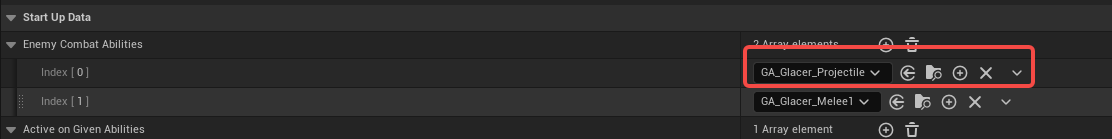 Start Up Data
Enemy Combat Abilities 2 Array elements
Index [ 0 ] GA_Glacer_Projectile
Index [ 1 ] GA_Glacer_Melee1
Active on Given Abilities 1 Array element